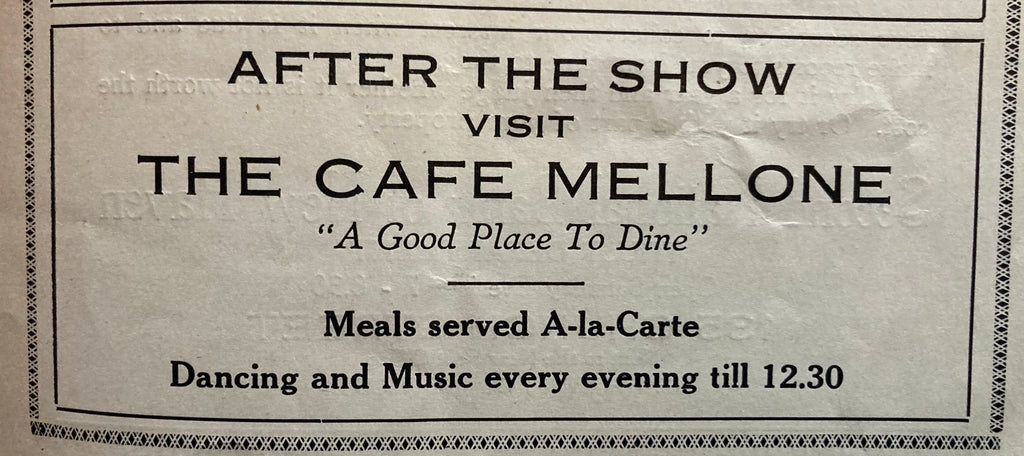 AFTER THE SHOW
VISIT
THE CAFE MELLONE
"A Good Place To Dine"
Meals served A-la-Carte
Dancing and Music every evening till 12.30